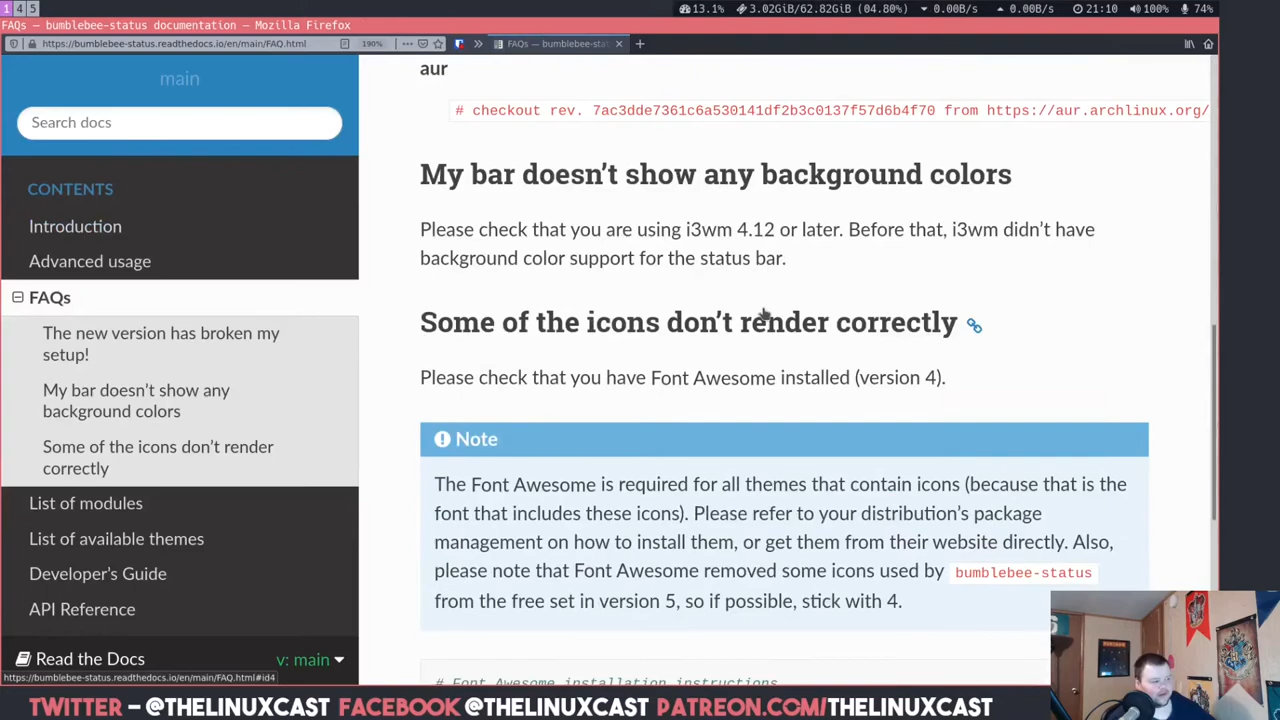 1 4 5
13.1% 3.02GiB/62.82GiB (04.80%) 0.00B/s 0.00B/s 21:10 100% 74%
FAQs — bumblebee-status documentation — Mozilla Firefox
https://bumblebee-status.readthedocs.io/en/main/FAQ.html 190% FAQs — bumblebee-stat
main
Search docs
CONTENTS
Introduction
Advanced usage
FAQs
The new version has broken my
setup!
My bar doesn’t show any
background colors
Some of the icons don’t render
correctly
List of modules
List of available themes
Developer’s Guide
API Reference
Read the Docs v: main
https://bumblebee-status.readthedocs.io/en/main/FAQ.html#id4
aur
# checkout rev. 7ac3dde7361c6a530141df2b3c0137f57d6b4f70 from https://aur.archlinux.org/
My bar doesn’t show any background colors
Please check that you are using i3wm 4.12 or later. Before that, i3wm didn’t have
background color support for the status bar.
Some of the icons don’t render correctly
Please check that you have Font Awesome installed (version 4).
Note
The Font Awesome is required for all themes that contain icons (because that is the
font that includes these icons). Please refer to your distribution’s package
management on how to install them, or get them from their website directly. Also,
please note that Font Awesome removed some icons used by bumblebee-status
from the free set in version 5, so if possible, stick with 4.
# Font Awesome installation instructions
TWITTER – @THELINUXCAST FACEBOOK @THELINUXCAST PATREON.COM/THELINUXCAST